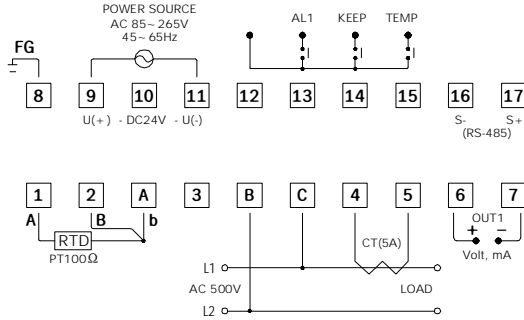 POWER SOURCE
AC 85~265V
45~65Hz
AL1 KEEP TEMP
FG
8 9 10 11 12 13 14 15 16 17
U(+) - DC24V - U(-)
S- S+
(RS-485)
1 2 A 3 B C 4 5 6 7
A B b
RTD
PT100Ω
CT(5A)
OUT1
+ -
Volt, mA
L1
AC 500V
LOAD
L2